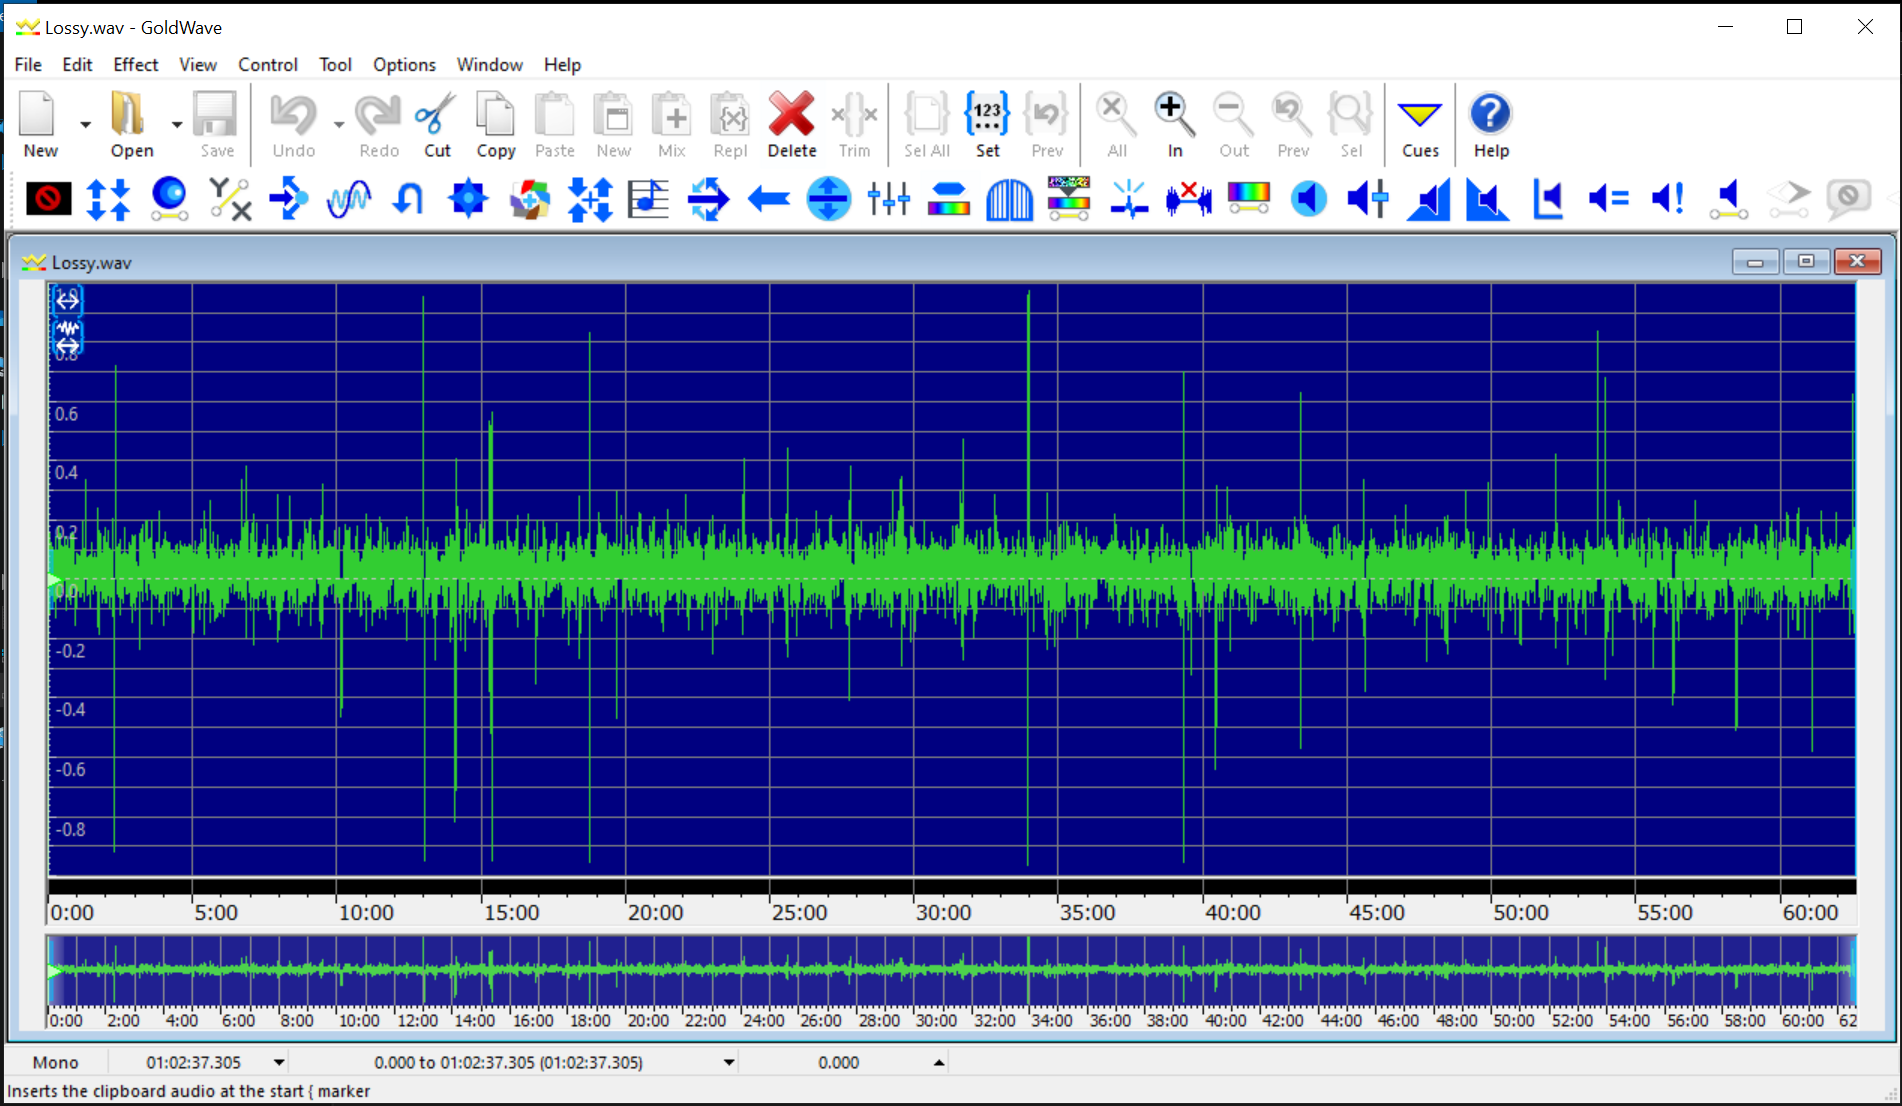 Lossy.wav - GoldWave
File Edit Effect View Control Tool Options Window Help
New Open Save Undo Redo Cut Copy Paste New Mix Repl Delete Trim Sel All Set Prev All In Out Prev Sel Cues Help
Lossy.wav
1.0
0.8
0.6
0.4
0.2
0.0
-0.2
-0.4
-0.6
-0.8
0:00 5:00 10:00 15:00 20:00 25:00 30:00 35:00 40:00 45:00 50:00 55:00 60:00
0:00 2:00 4:00 6:00 8:00 10:00 12:00 14:00 16:00 18:00 20:00 22:00 24:00 26:00 28:00 30:00 32:00 34:00 36:00 38:00 40:00 42:00 44:00 46:00 48:00 50:00 52:00 54:00 56:00 58:00 60:00 62
Mono 01:02:37.305 0.000 to 01:02:37.305 (01:02:37.305) 0.000
Inserts the clipboard audio at the start { marker